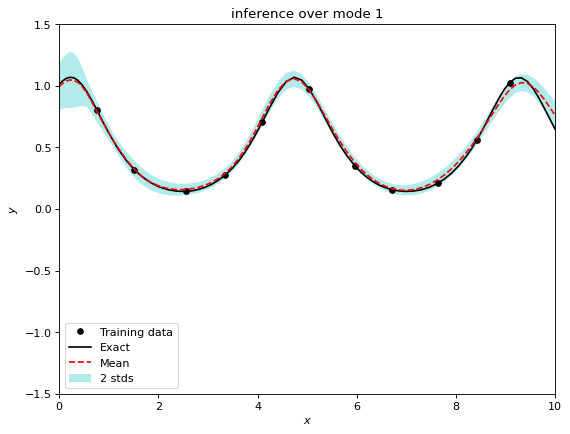 inference over mode 1
1.5
1.0
0.5
0.0
−0.5
−1.0
−1.5
y
Training data
Exact
Mean
2 stds
0 2 4 6 8 10
x